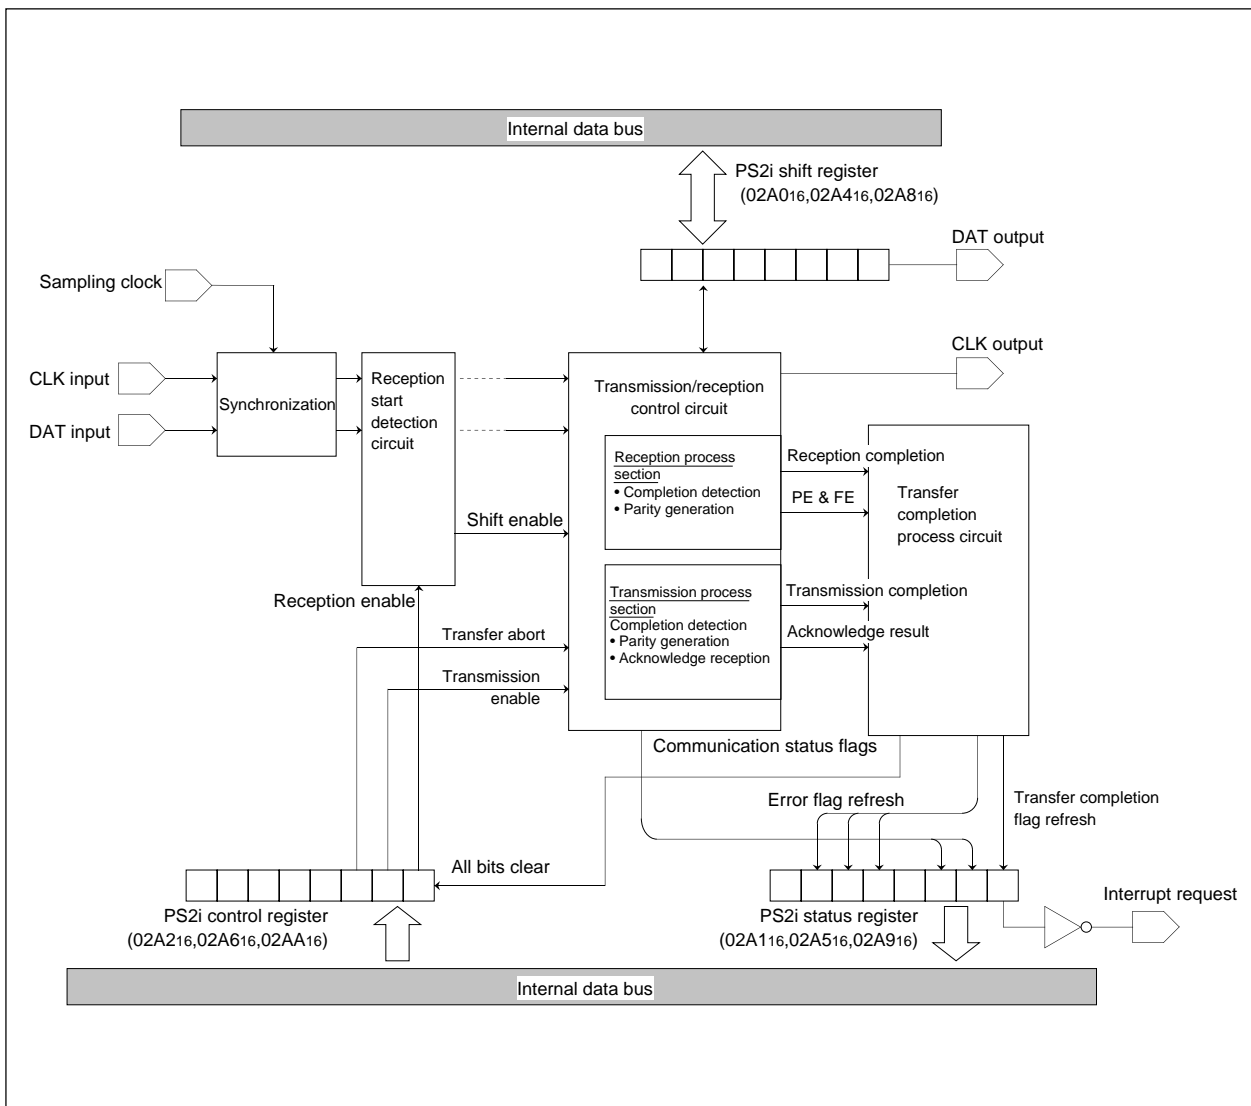 Internal data bus
PS2i shift register
(02A016,02A416,02A816)
DAT output
Sampling clock
CLK output
CLK input
DAT input
Synchronization
Reception
start
detection
circuit
Transmission/reception
control circuit
Reception process
section
• Completion detection
• Parity generation
Reception completion
PE & FE
Transfer
completion
process circuit
Shift enable
Reception enable
Transmission process
section
Completion detection
• Parity generation
• Acknowledge reception
Transmission completion
Acknowledge result
Transfer abort
Transmission
enable
Communication status flags
Error flag refresh
Transfer completion
flag refresh
All bits clear
PS2i control register
(02A216,02A616,02AA16)
PS2i status register
(02A116,02A516,02A916)
Interrupt request
Internal data bus